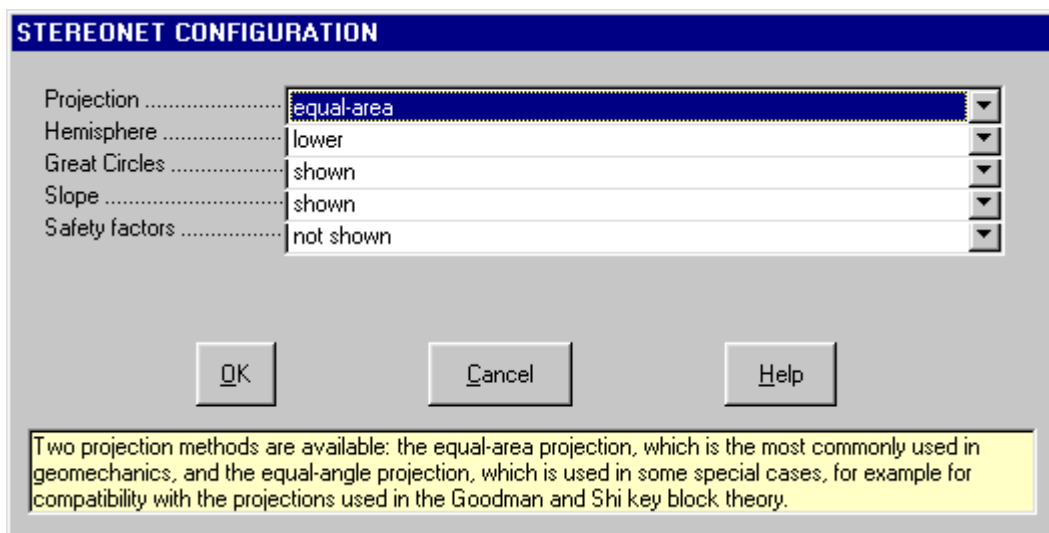 STEREONET CONFIGURATION
Projection ...................... equal-area
Hemisphere ................... lower
Great Circles .................. shown
Slope ............................. shown
Safety factors ................ not shown
OK Cancel Help
Two projection methods are available: the equal-area projection, which is the most commonly used in
geomechanics, and the equal-angle projection, which is used in some special cases, for example for
compatibility with the projections used in the Goodman and Shi key block theory.